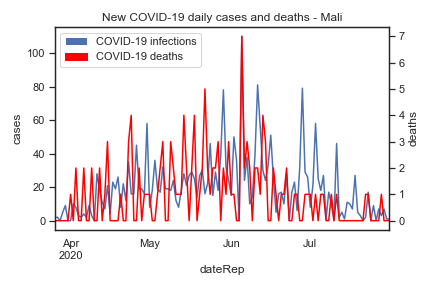 New COVID-19 daily cases and deaths - Mali
COVID-19 infections
COVID-19 deaths
cases
100
80
60
40
20
0
deaths
7
6
5
4
3
2
1
0
Apr
2020
May
Jun
Jul
dateRep